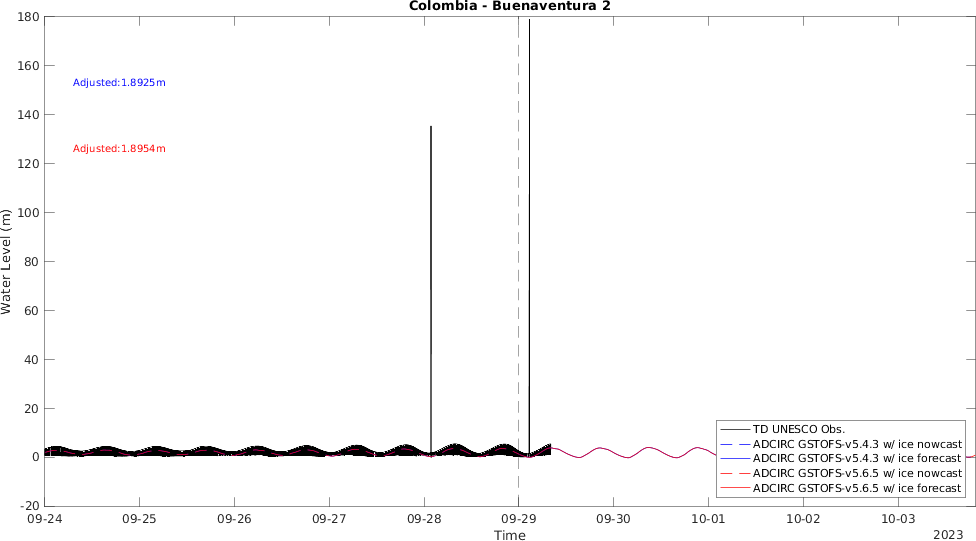 Colombia - Buenaventura 2
180
160
140
120
100
80
60
40
20
0
-20
Water Level (m)
Adjusted:1.8925m
Adjusted:1.8954m
TD UNESCO Obs.
ADCIRC GSTOFS-v5.4.3 w/ ice nowcast
ADCIRC GSTOFS-v5.4.3 w/ ice forecast
ADCIRC GSTOFS-v5.6.5 w/ ice nowcast
ADCIRC GSTOFS-v5.6.5 w/ ice forecast
09-24 09-25 09-26 09-27 09-28 09-29 09-30 10-01 10-02 10-03
Time
2023